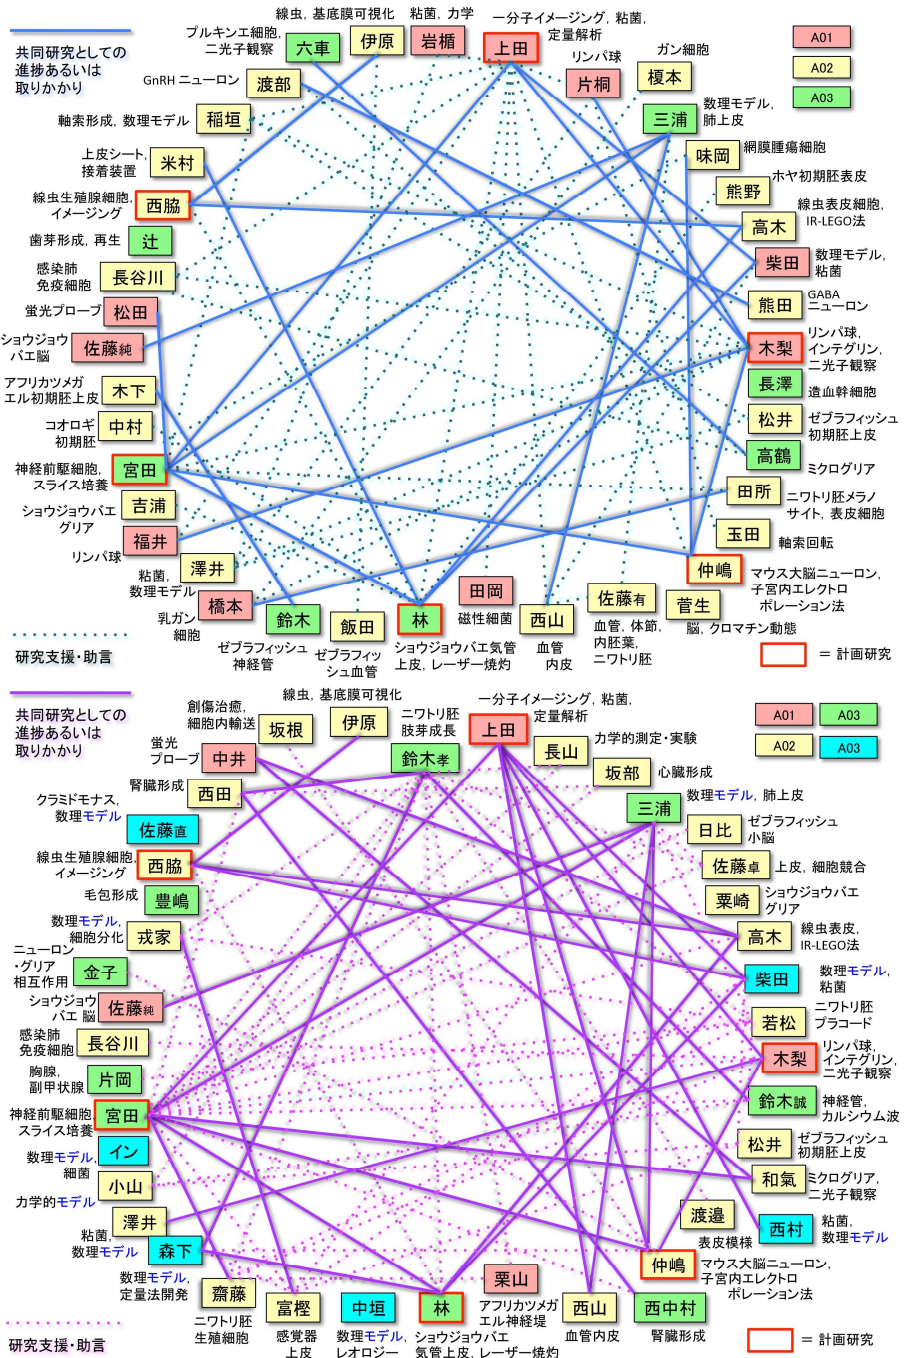 共同研究としての
進捗あるいは
取りかかり
線虫, 基底膜可視化
プルキンエ細胞,
二光子観察
六車
伊原
粘菌, 力学
岩楯
一分子イメージング, 粘菌,
定量解析
上田
リンパ球
片桐
ガン細胞
榎本
A01
A02
A03
GnRH ニューロン
渡部
三浦
数理モデル,
肺上皮
軸索形成, 数理モデル
稲垣
味岡
網膜腫瘍細胞
上皮シート,
接着装置
米村
熊野
ホヤ初期胚表皮
線虫生殖腺細胞,
イメージング
西脇
高木
線虫表皮細胞,
IR-LEGO法
歯芽形成, 再生
辻
柴田
数理モデル,
粘菌
感染肺
免疫細胞
長谷川
熊田
GABA
ニューロン
蛍光プローブ
松田
木梨
リンパ球,
インテグリン,
二光子観察
ショウジョウ
バエ脳
佐藤純
長澤
造血幹細胞
アフリカツメガ
エル初期胚上皮
木下
松井
ゼブラフィッシュ
初期胚上皮
コオロギ
初期胚
中村
高鶴
ミクログリア
神経前駆細胞,
スライス培養
宮田
田所
ニワトリ胚メラノ
サイト, 表皮細胞
ショウジョウバエ
グリア
吉浦
玉田
軸索回転
リンパ球
福井
仲嶋
マウス大脳ニューロン,
子宮内エレクトロ
ポレーション法
粘菌,
数理モデル
澤井
菅生
脳, クロマチン動態
乳ガン
細胞
橋本
鈴木
ゼブラフィッシュ
神経管
飯田
ゼブラフィッ
シュ血管
林
ショウジョウバエ気管
上皮, レーザー焼灼
田岡
磁性細菌
西山
血管
内皮
佐藤有
血管, 体節,
内胚葉,
ニワトリ胚
研究支援・助言
= 計画研究
共同研究としての
進捗あるいは
取りかかり
創傷治癒,
細胞内輸送
坂根
線虫, 基底膜可視化
伊原
ニワトリ胚
肢芽成長
鈴木孝
一分子イメージング, 粘菌,
定量解析
上田
A01
A03
A02
A03
蛍光
プローブ
中井
長山
力学的測定・実験
腎臓形成
西田
坂部
心臓形成
クラミドモナス,
数理モデル
佐藤直
三浦
数理モデル, 肺上皮
日比
ゼブラフィッシュ
小脳
線虫生殖腺細胞,
イメージング
西脇
佐藤卓
上皮, 細胞競合
毛包形成
豊嶋
粟崎
ショウジョウバエ
グリア
数理モデル,
細胞分化
戎家
高木
線虫表皮,
IR-LEGO法
ニューロン
・グリア
相互作用
金子
柴田
数理モデル,
粘菌
ショウジョウ
バエ 脳
佐藤純
若松
ニワトリ胚
プラコード
感染肺
免疫細胞
長谷川
木梨
リンパ球,
インテグリン,
二光子観察
胸腺,
副甲状腺
片岡
鈴木誠
神経管,
カルシウム波
神経前駆細胞,
スライス培養
宮田
松井
ゼブラフィッシュ
初期胚上皮
数理モデル,
細菌
イン
和氣
ミクログリア,
二光子観察
力学的モデル
小山
渡邉
表皮模様
西村
粘菌,
数理モデル
粘菌,
数理モデル
澤井
森下
数理モデル,
定量法開発
仲嶋
マウス大脳ニューロン,
子宮内エレクトロ
ポレーション法
齋藤
ニワトリ胚
生殖細胞
富樫
感覚器
上皮
中垣
数理モデル,
レオロジー
林
ショウジョウバエ
気管上皮, レーザー焼灼
栗山
アフリカツメガ
エル神経堤
西山
血管内皮
西中村
腎臓形成
研究支援・助言
= 計画研究